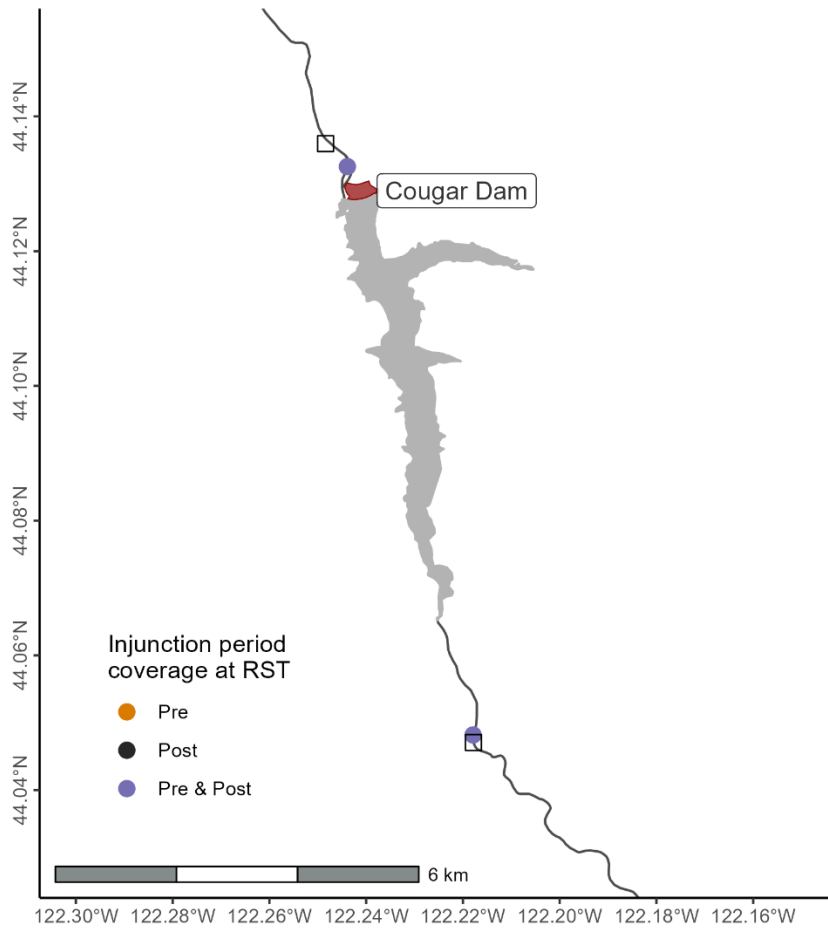 44.14°N
44.12°N
44.10°N
44.08°N
44.06°N
44.04°N
Cougar Dam
Injunction period
coverage at RST
Pre
Post
Pre & Post
6 km
122.30°W 122.28°W 122.26°W 122.24°W 122.22°W 122.20°W 122.18°W 122.16°W